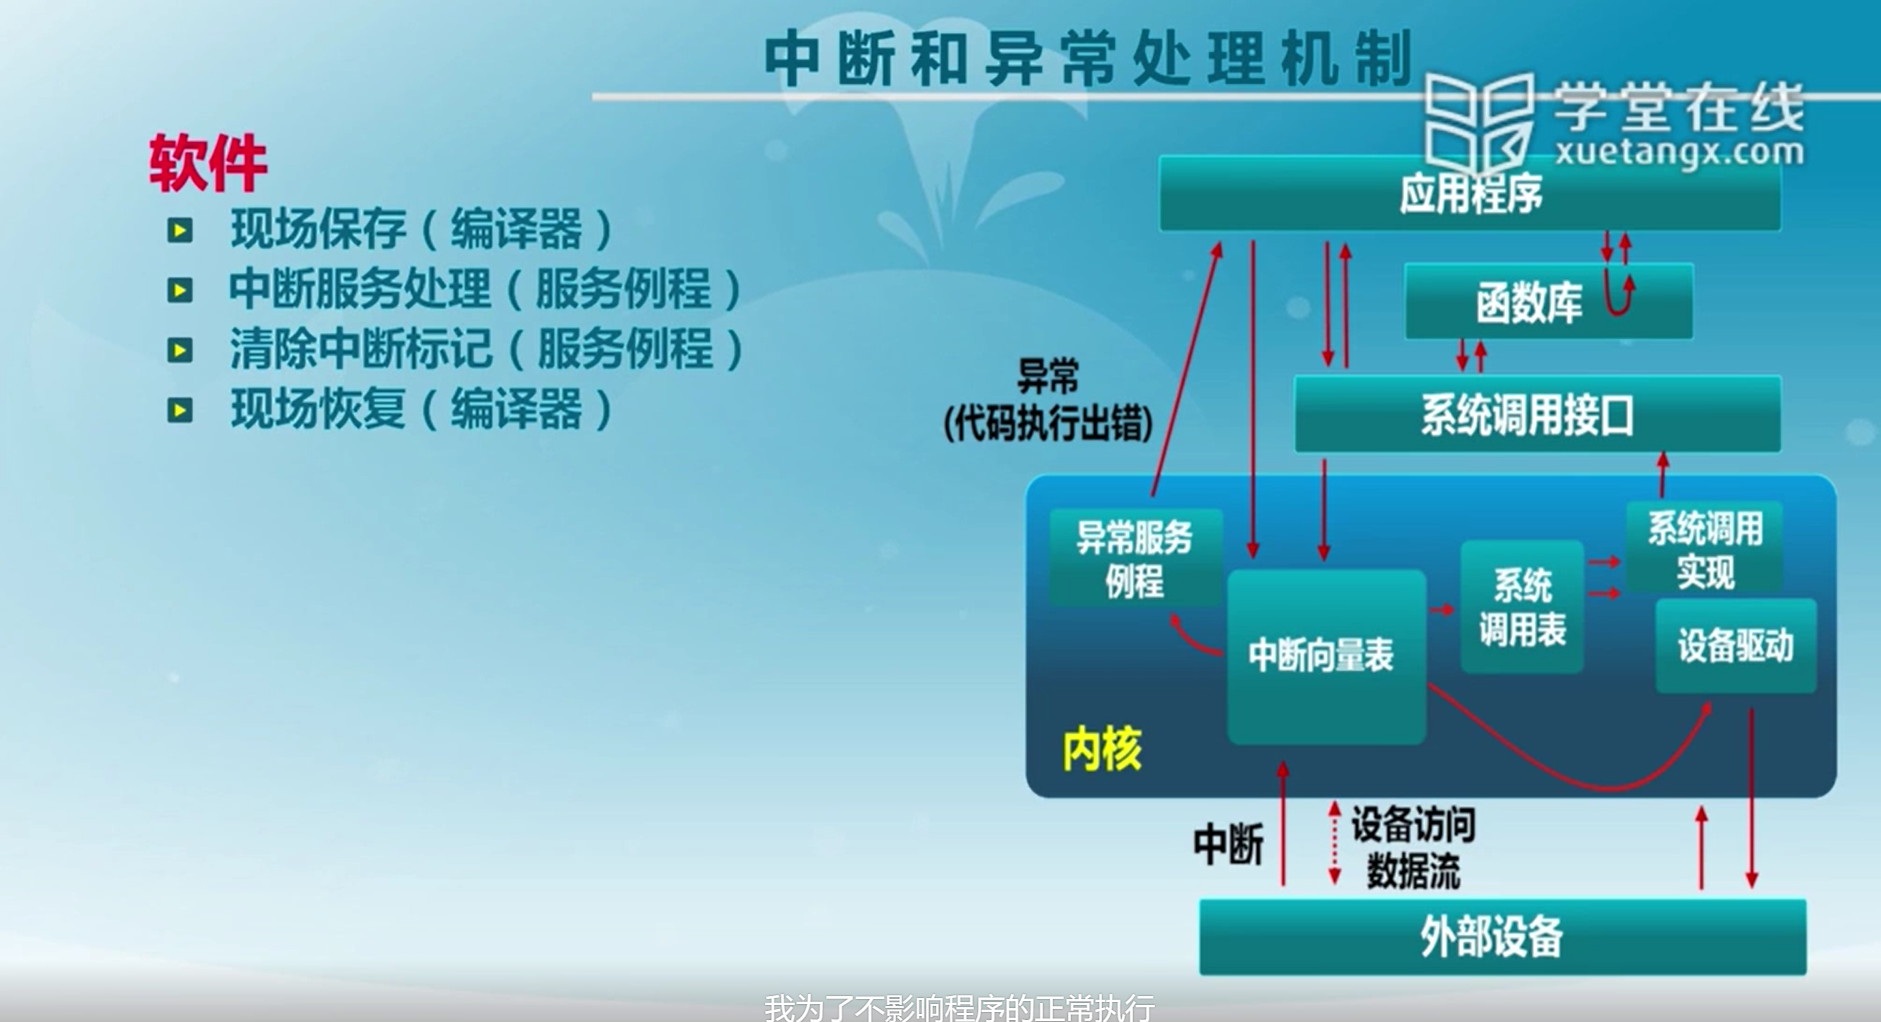 中断和异常处理机制
学堂在线
xuetangx.com
软件
现场保存（编译器）
中断服务处理（服务例程）
清除中断标记（服务例程）
现场恢复（编译器）
应用程序
函数库
异常
(代码执行出错)
系统调用接口
异常服务
例程
系统调用
实现
系统
调用表
中断向量表
设备驱动
内核
中断
设备访问
数据流
外部设备
我为了不影响程序的正常执行